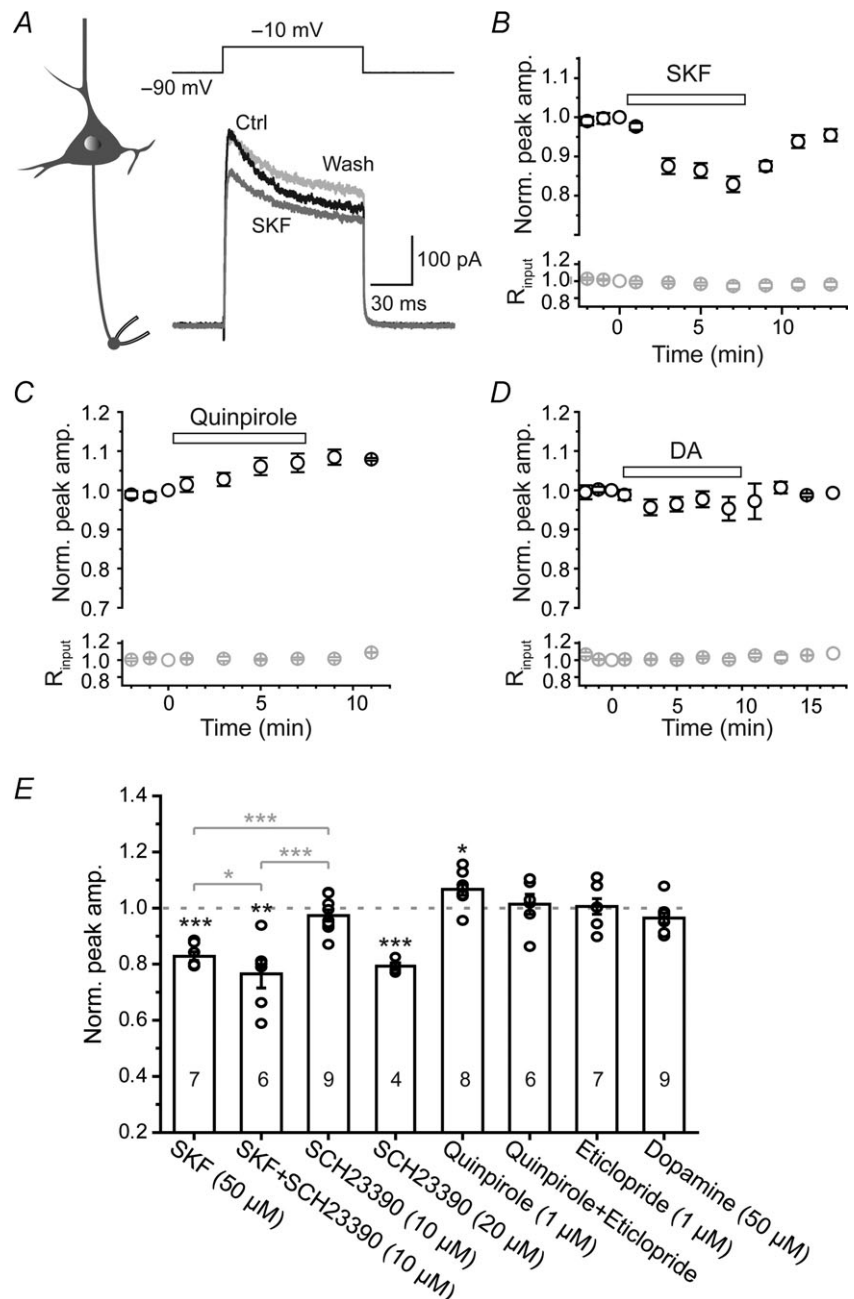 A
–10 mV
–90 mV
Ctrl
Wash
SKF
100 pA
30 ms
B
SKF
1.1
1.0
0.9
0.8
Norm. peak amp.
1.2
1.0
0.8
Rinput
0 5 10
Time (min)
C
Quinpirole
1.2
1.1
1.0
0.9
0.8
0.7
Norm. peak amp.
1.2
1.0
0.8
Rinput
0 5 10
Time (min)
D
DA
1.2
1.1
1.0
0.9
0.8
0.7
Norm. peak amp.
1.2
1.0
0.8
Rinput
0 5 10 15
Time (min)
E
1.4
1.2
1.0
0.8
0.6
0.4
0.2
Norm. peak amp.
***
* ***
*** ** *** *
7 6 9 4 8 6 7 9
SKF (50 µM)
SKF+SCH23390 (10 µM)
SCH23390 (10 µM)
SCH23390 (20 µM)
Quinpirole (1 µM)
Quinpirole+Eticlopride
Eticlopride (1 µM)
Dopamine (50 µM)